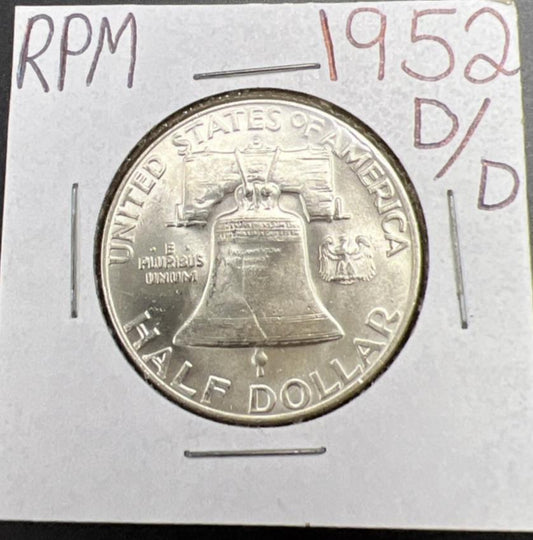 RPM 1952
D/D
UNITED STATES OF AMERICA
D
E
PLURIBUS
UNUM
HALF DOLLAR